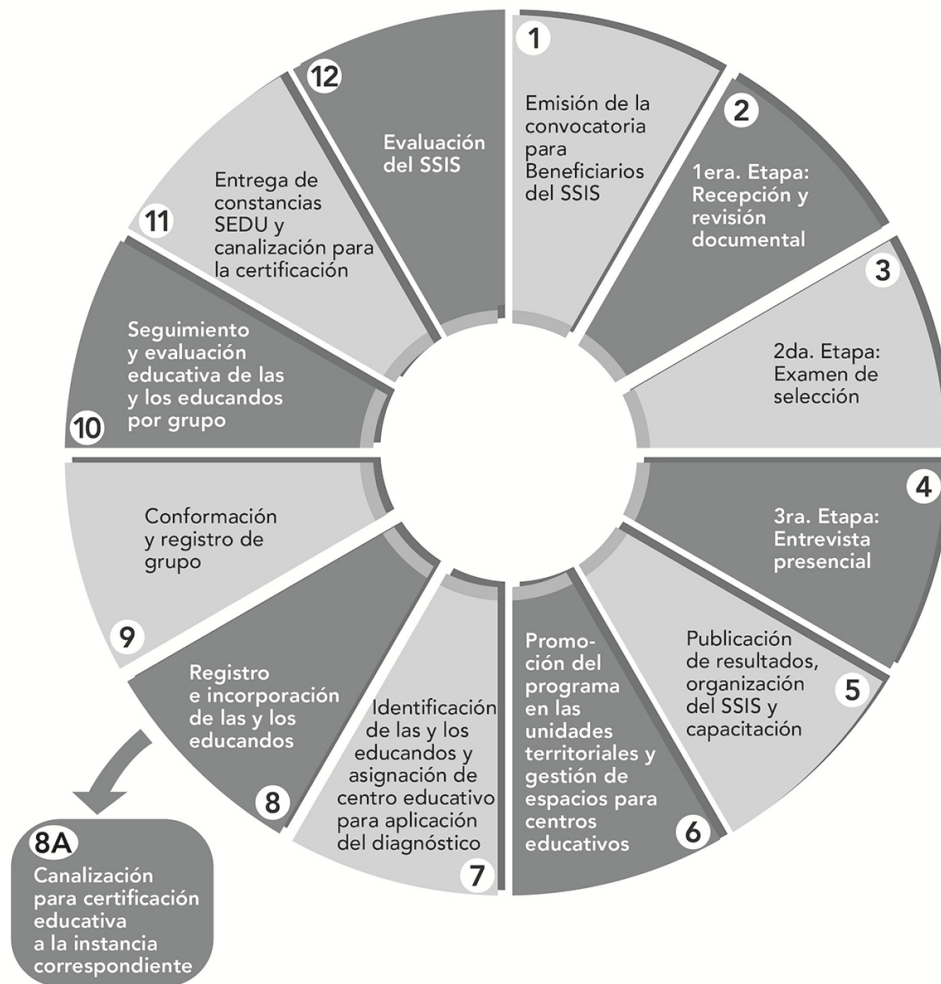 1
Emisión de la
convocatoria
para
Beneficiarios
del SSIS
2
1era. Etapa:
Recepción y
revisión
documental
3
2da. Etapa:
Examen de
selección
4
3ra. Etapa:
Entrevista
presencial
5
Publicación
de resultados,
organización
del SSIS y
capacitación
6
Promo-
ción del
programa
en las
unidades
territoriales y
gestión de
espacios para
centros
educativos
7
Identificación
de las y los
educandos y
asignación de
centro educativo
para aplicación
del diagnóstico
8
Registro
e incorporación
de las y los
educandos
8A
Canalización
para certificación
educativa
a la instancia
correspondiente
9
Conformación
y registro de
grupo
10
Seguimiento
y evaluación
educativa de las
y los educandos
por grupo
11
Entrega de
constancias
SEDU y
canalización para
la certificación
12
Evaluación
del SSIS